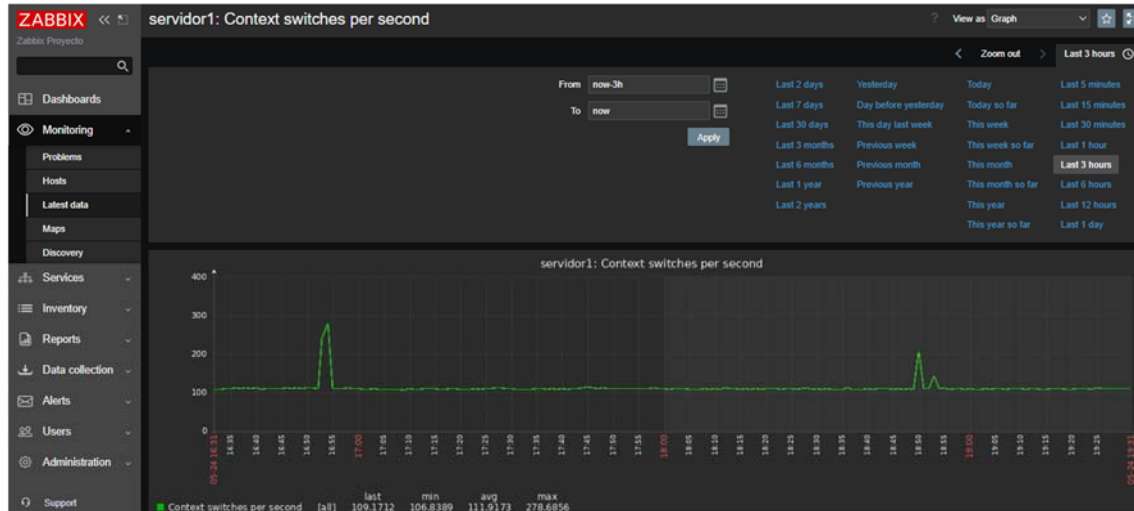 ZABBIX
Zabbix Proyecto
Dashboards
Monitoring
Problems
Hosts
Latest data
Maps
Discovery
Services
Inventory
Reports
Data collection
Alerts
Users
Administration
Support
servidor1: Context switches per second
? View as Graph
Zoom out Last 3 hours
From now-3h
To now
Apply
Last 2 days Yesterday Today Last 5 minutes
Last 7 days Day before yesterday Today so far Last 15 minutes
Last 30 days This day last week This week Last 30 minutes
Last 3 months Previous week This week so far Last 1 hour
Last 6 months Previous month This month Last 3 hours
Last 1 year Previous year This month so far Last 6 hours
Last 2 years This year Last 12 hours
This year so far Last 1 day
servidor1: Context switches per second
400
300
200
100
0
05-24 16:31 16:35 16:40 16:45 16:50 16:55 17:00 17:05 17:10 17:15 17:20 17:25 17:30 17:35 17:40 17:45 17:50 17:55 18:00 18:05 18:10 18:15 18:20 18:25 18:30 18:35 18:40 18:45 18:50 18:55 19:00 19:05 19:10 19:15 19:20 19:25 05-24 19:31
last min avg max
Context switches per second [all] 109.1712 106.8389 111.9173 278.6856